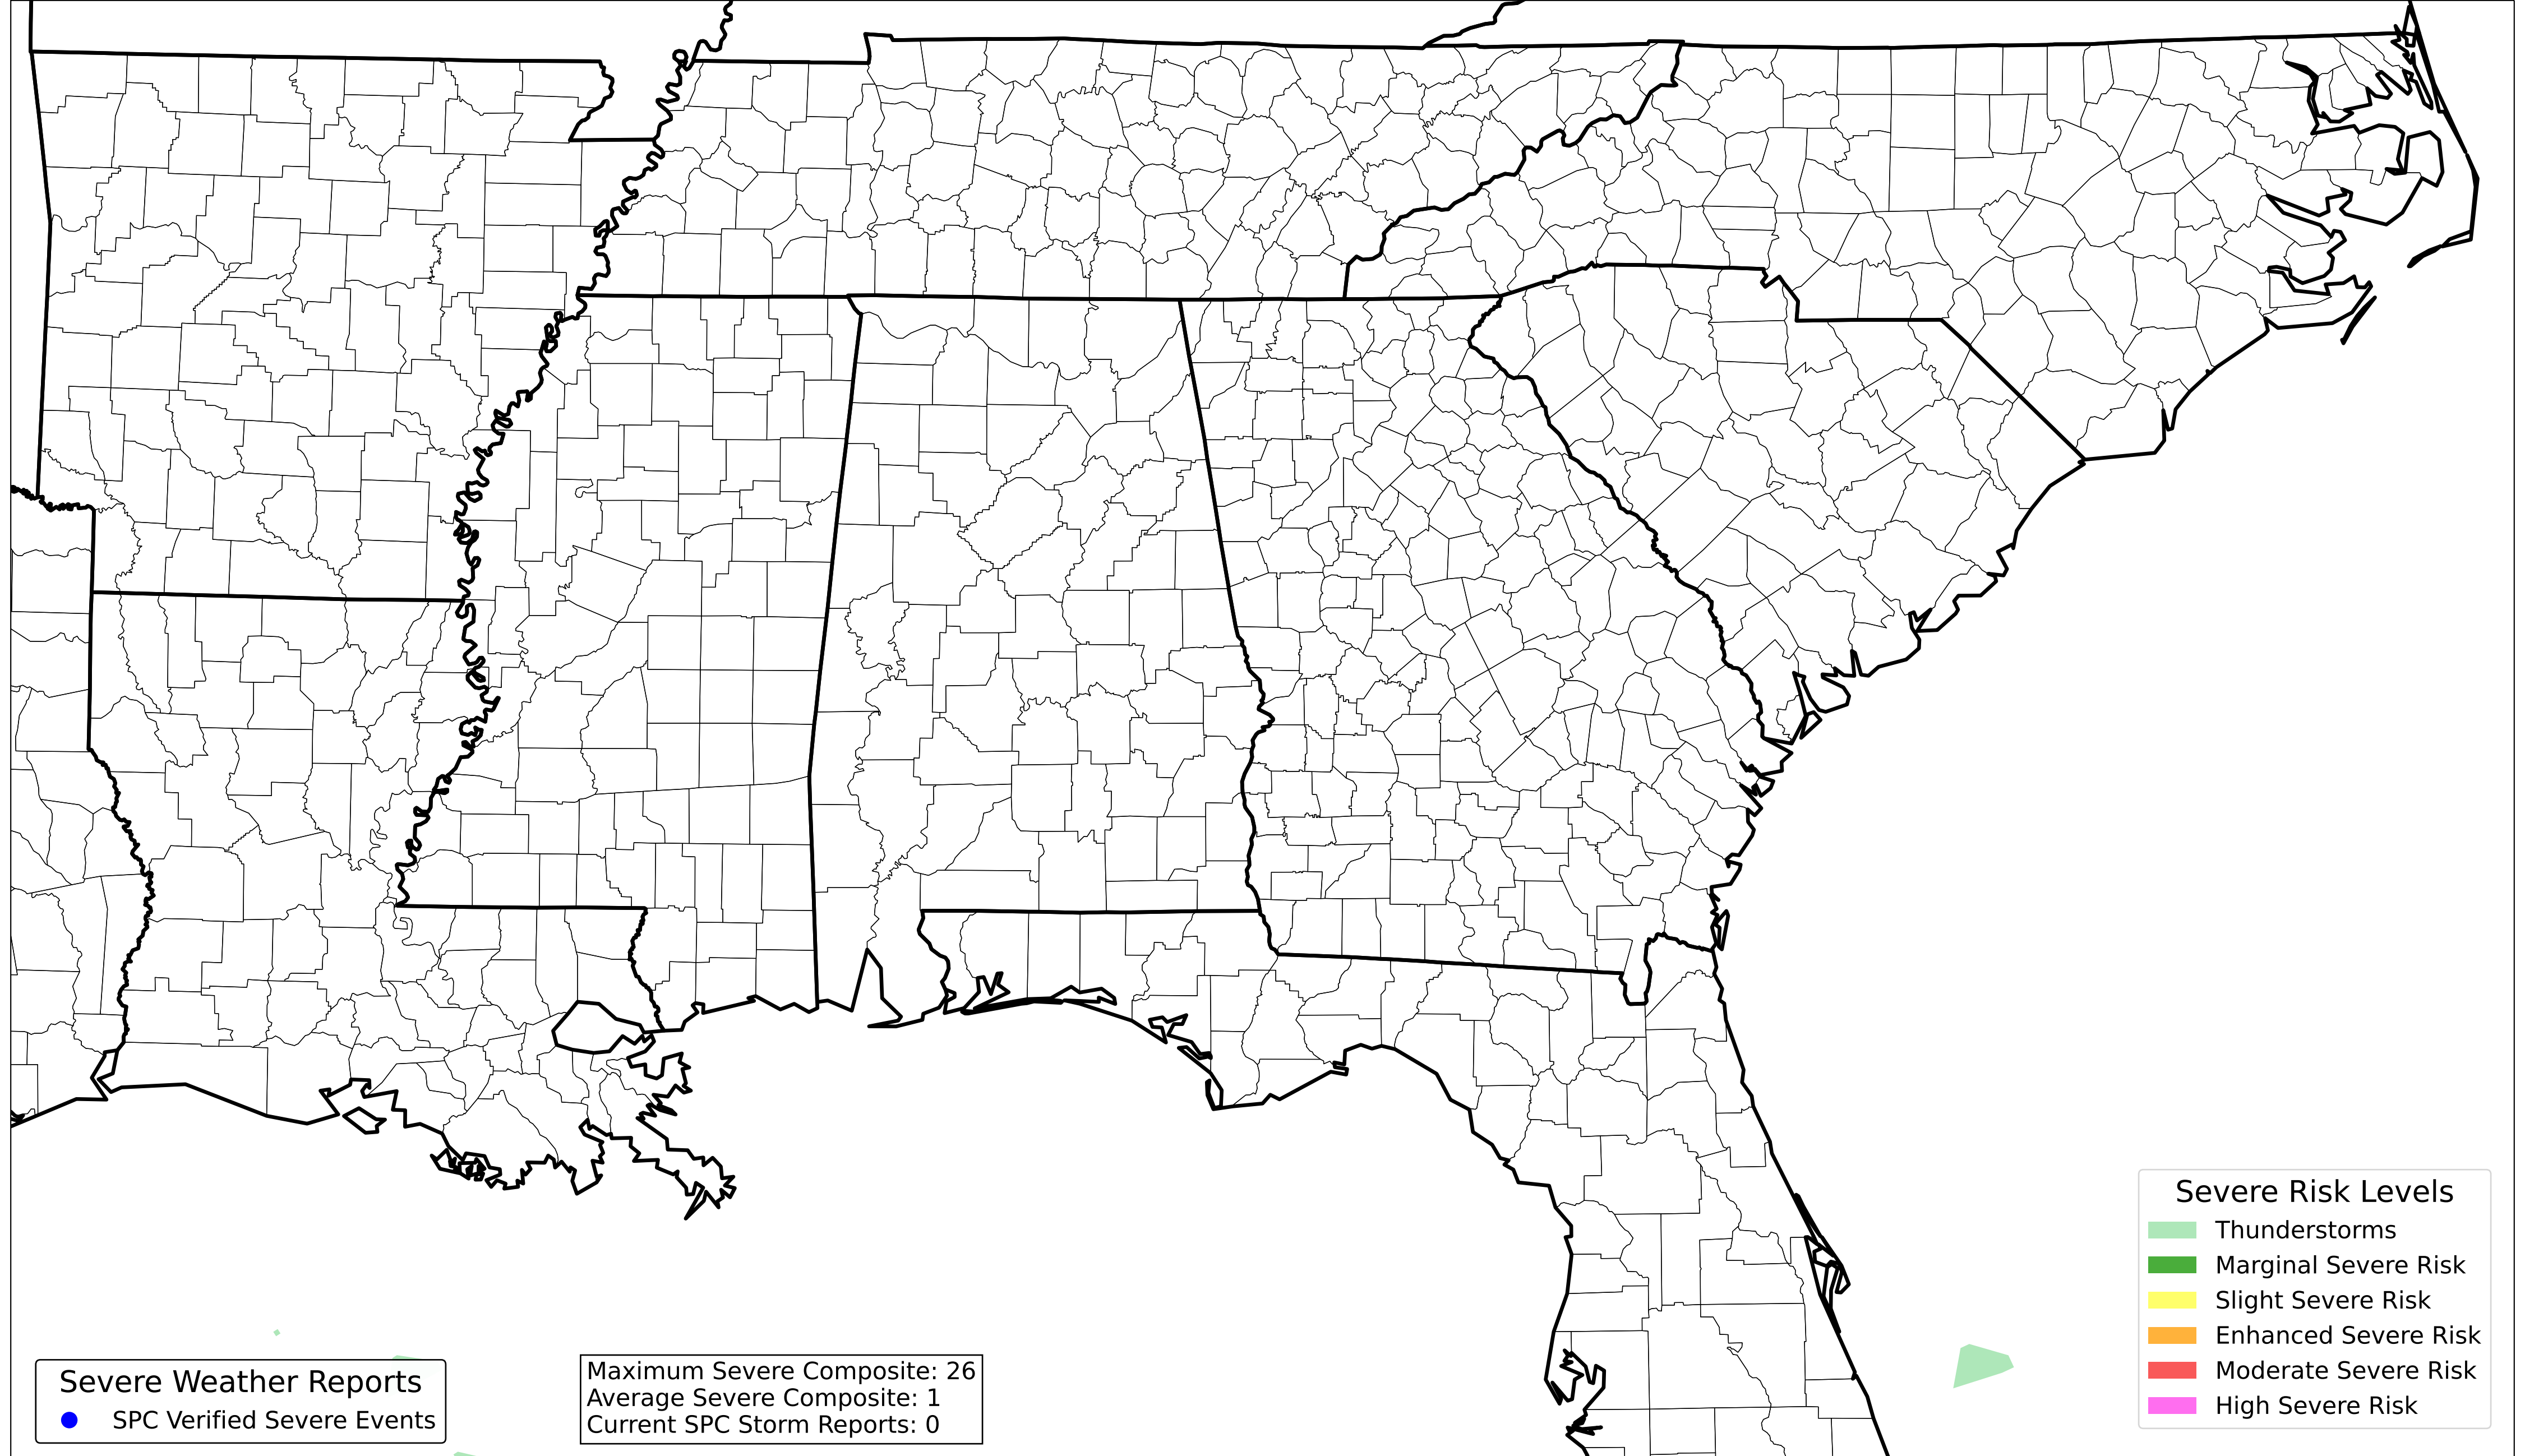 Severe Weather Reports
SPC Verified Severe Events
Maximum Severe Composite: 26
Average Severe Composite: 1
Current SPC Storm Reports: 0
Severe Risk Levels
Thunderstorms
Marginal Severe Risk
Slight Severe Risk
Enhanced Severe Risk
Moderate Severe Risk
High Severe Risk